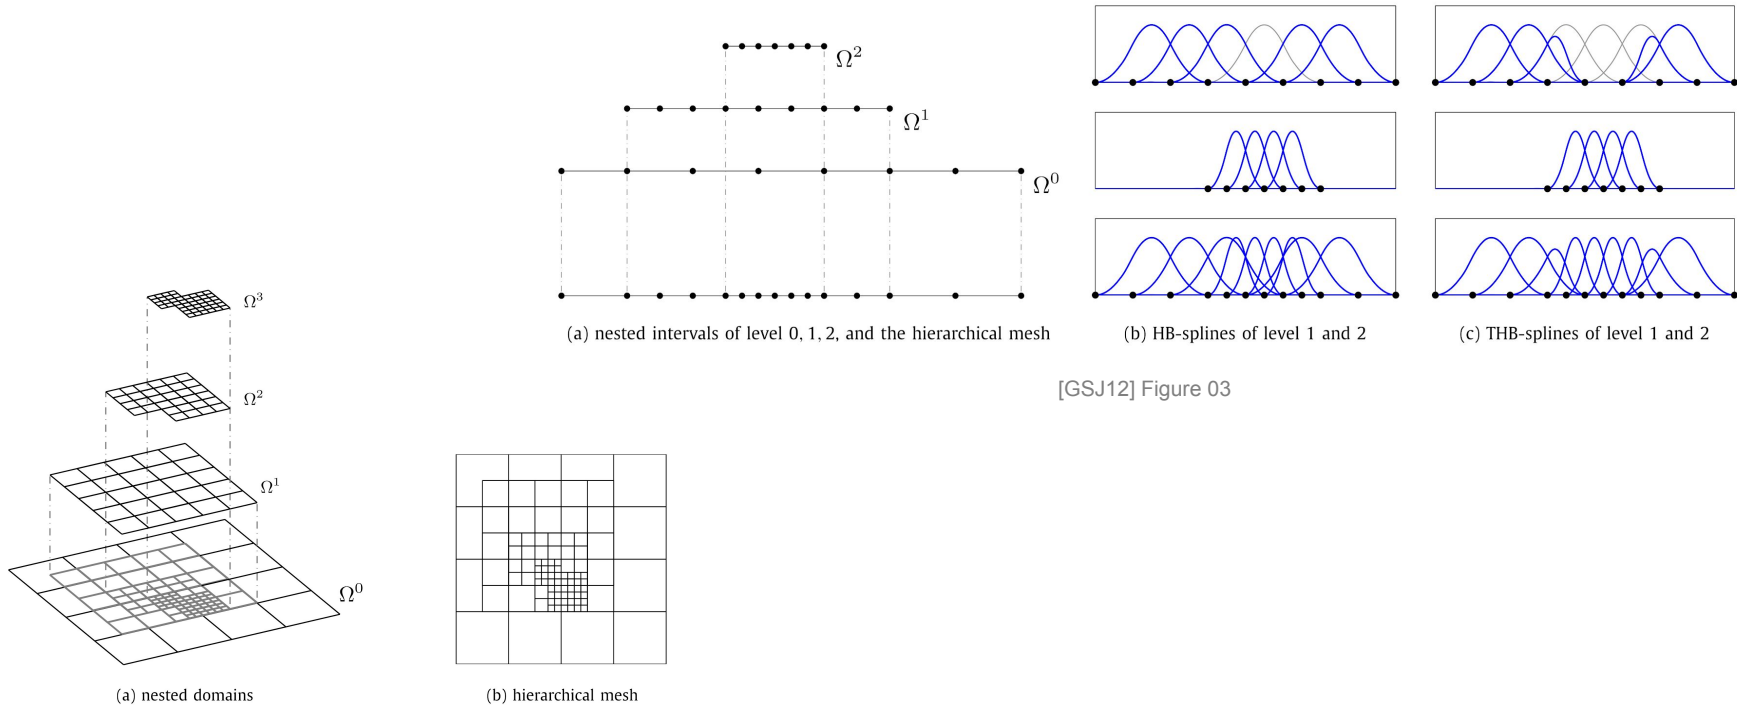 Ω²
Ω¹
Ω⁰
(a) nested intervals of level 0, 1, 2, and the hierarchical mesh
(b) HB-splines of level 1 and 2
(c) THB-splines of level 1 and 2
[GSJ12] Figure 03
Ω³
Ω²
Ω¹
Ω⁰
(a) nested domains
(b) hierarchical mesh